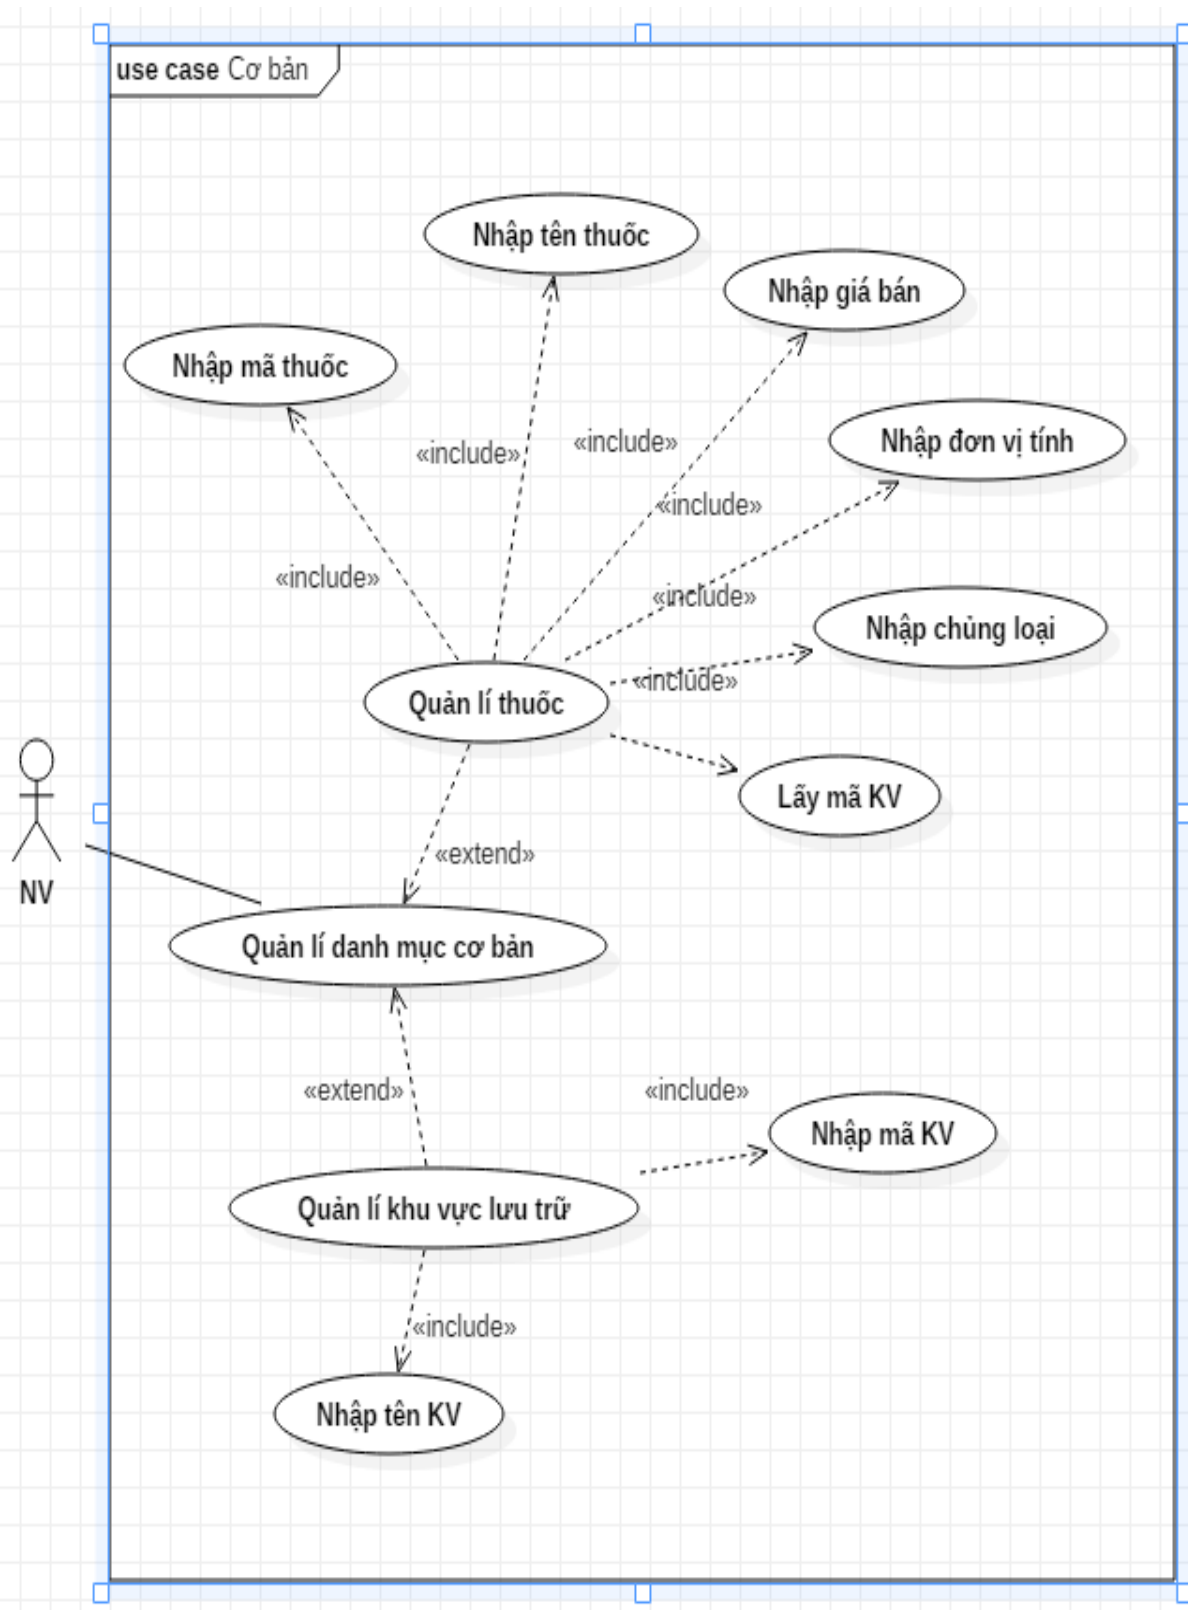 use case Cơ bản
Nhập tên thuốc
Nhập giá bán
Nhập mã thuốc
Nhập đơn vị tính
«include»
«include»
«include»
«include»
«include»
Nhập chủng loại
«include»
Quản lí thuốc
Lấy mã KV
«extend»
NV
Quản lí danh mục cơ bản
«extend»
«include»
Nhập mã KV
Quản lí khu vực lưu trữ
«include»
Nhập tên KV